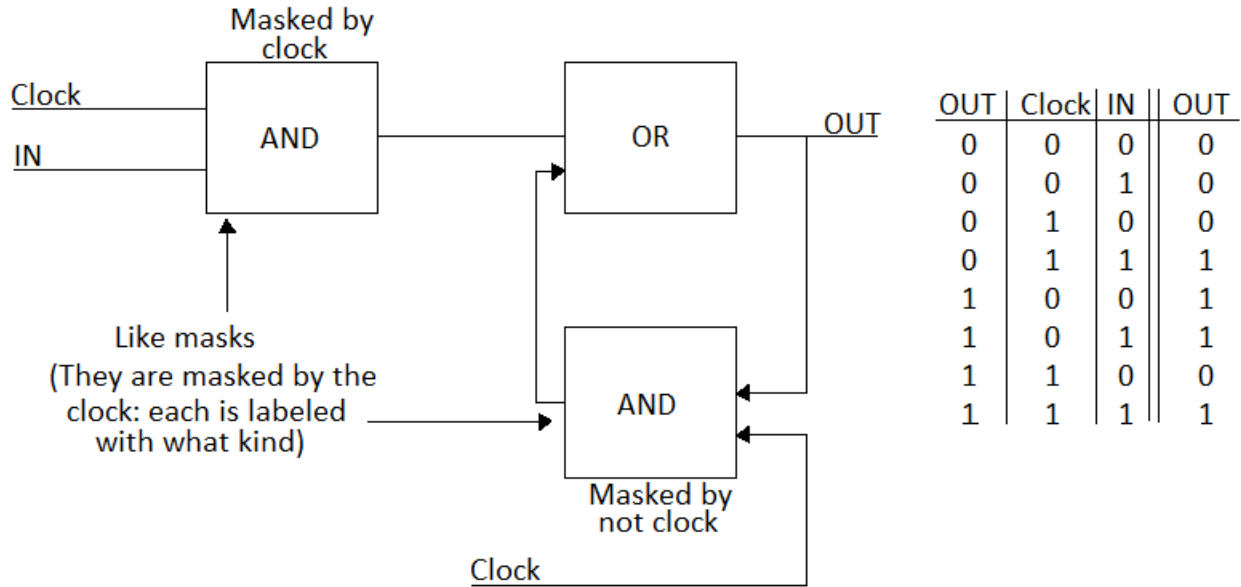 Masked by
clock
Clock
IN
AND
OR
OUT
Like masks
(They are masked by the
clock: each is labeled
with what kind)
AND
Masked by
not clock
Clock
OUT Clock IN OUT
0 0 0 0
0 0 1 0
0 1 0 0
0 1 1 1
1 0 0 1
1 0 1 1
1 1 0 0
1 1 1 1